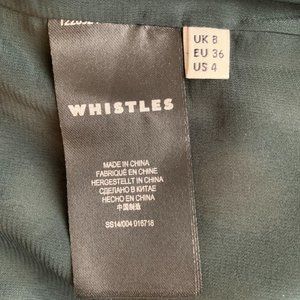 UK 8
EU 36
US 4
WHISTLES
MADE IN CHINA
FABRIQUÉ EN CHINE
HERGESTELLT IN CHINA
СДЕЛАНО В КИТАЕ
HECHO EN CHINA
中国制造
SS14/004 016718